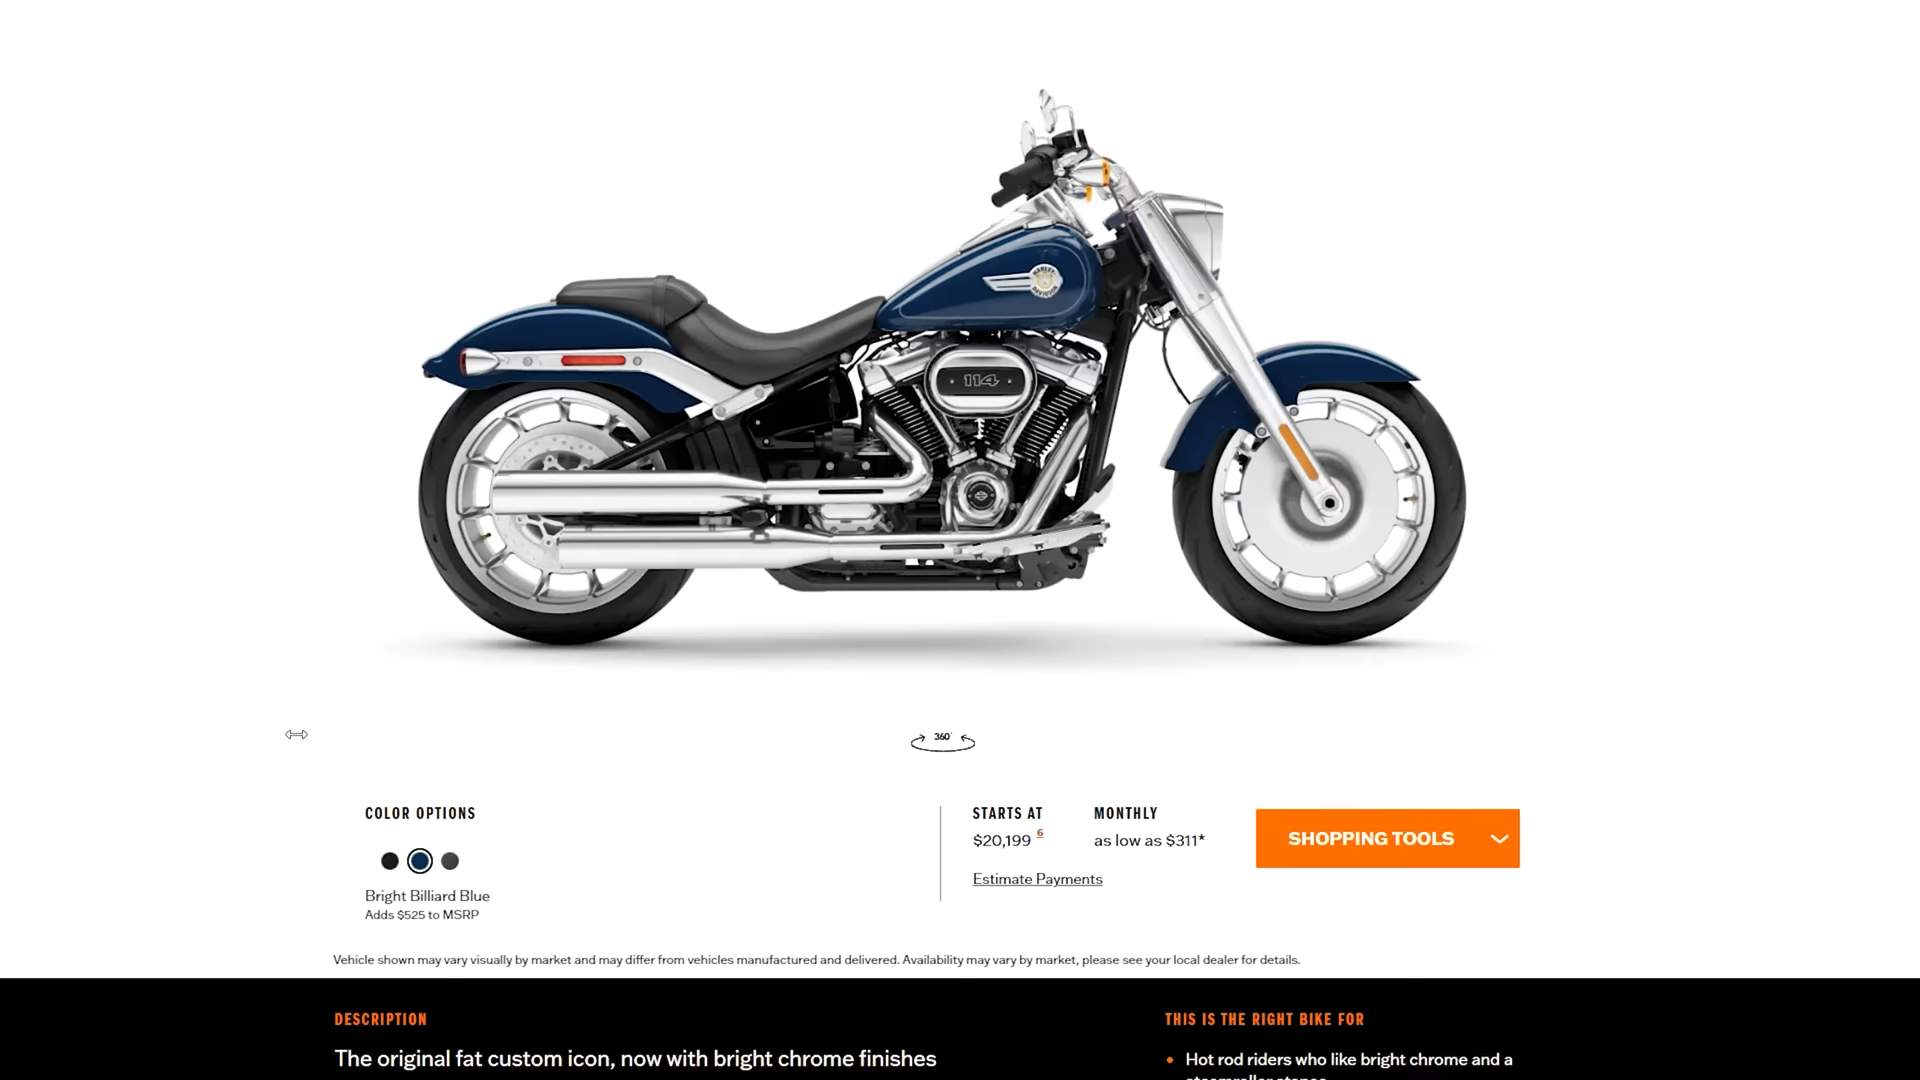 HARLEY
DAVIDSON
114
360°
COLOR OPTIONS
Bright Billiard Blue
Adds $525 to MSRP
STARTS AT
$20,199 6
Estimate Payments
MONTHLY
as low as $311*
SHOPPING TOOLS
Vehicle shown may vary visually by market and may differ from vehicles manufactured and delivered. Availability may vary by market, please see your local dealer for details.
DESCRIPTION
The original fat custom icon, now with bright chrome finishes
THIS IS THE RIGHT BIKE FOR
Hot rod riders who like bright chrome and a